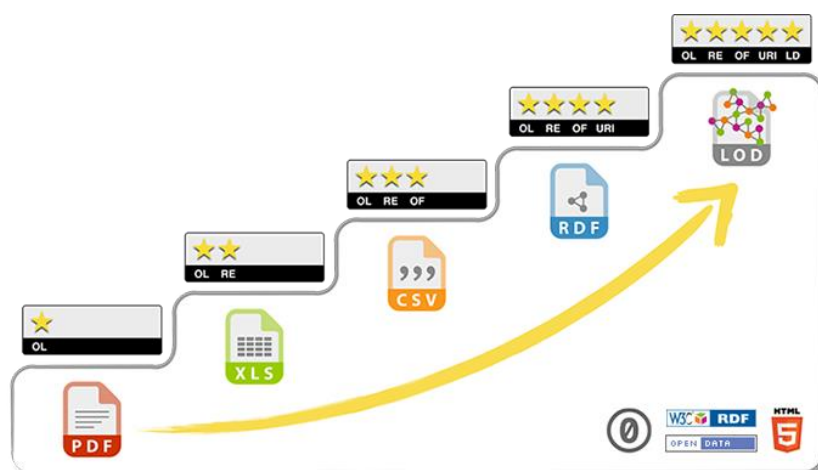 OL RE OF URI LD
LOD
OL RE OF URI
RDF
OL RE OF
CSV
OL RE
XLS
OL
PDF
0
W3C RDF
OPEN DATA
HTML
5